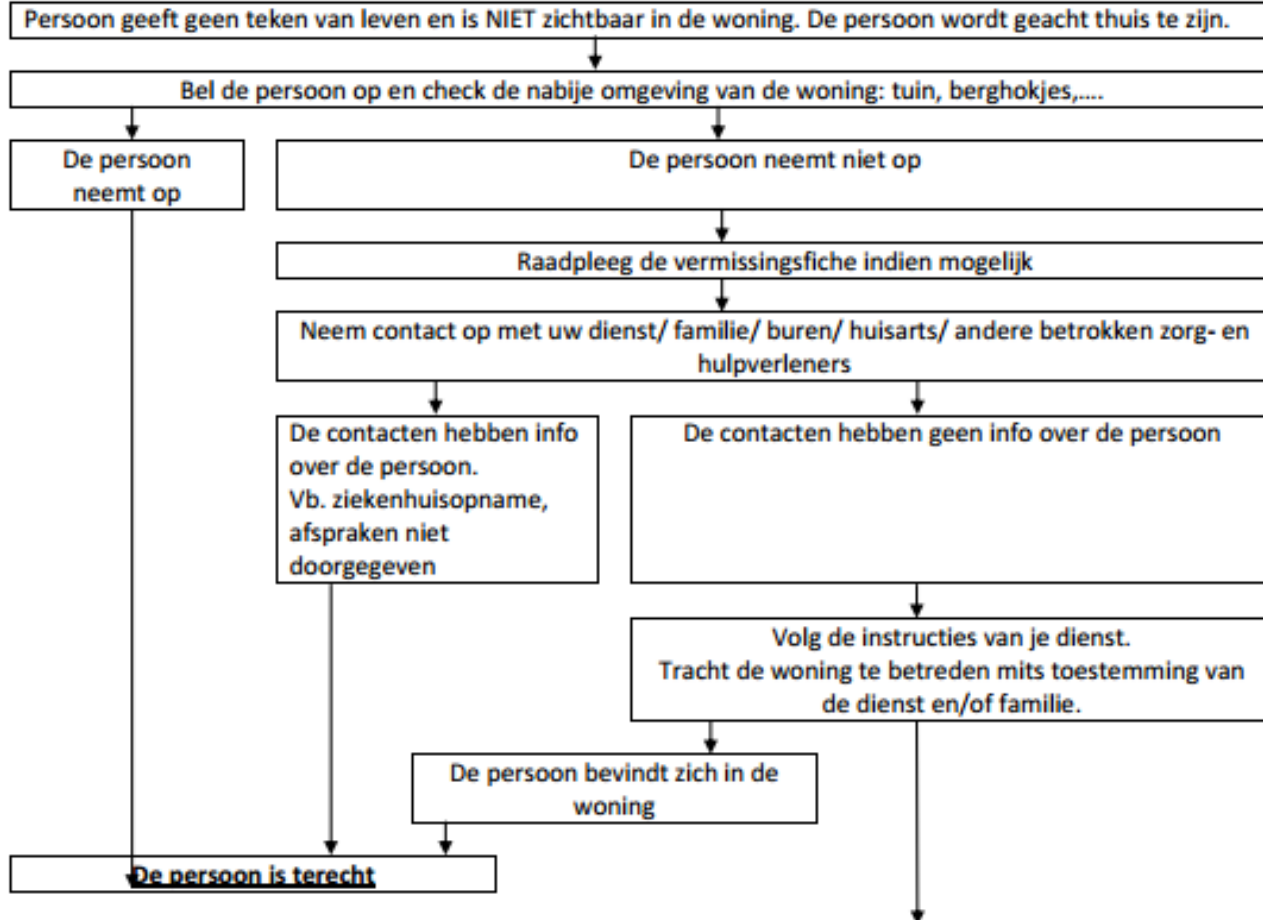 Persoon geeft geen teken van leven en is NIET zichtbaar in de woning. De persoon wordt geacht thuis te zijn.
Bel de persoon op en check de nabije omgeving van de woning: tuin, berghokjes,....
De persoon
neemt op
De persoon neemt niet op
Raadpleeg de vermissingsfiche indien mogelijk
Neem contact op met uw dienst/ familie/ buren/ huisarts/ andere betrokken zorg- en
hulpverleners
De contacten hebben info
over de persoon.
Vb. ziekenhuisopname,
afspraken niet
doorgegeven
De contacten hebben geen info over de persoon
Volg de instructies van je dienst.
Tracht de woning te betreden mits toestemming van
de dienst en/of familie.
De persoon bevindt zich in de
woning
De persoon is terecht